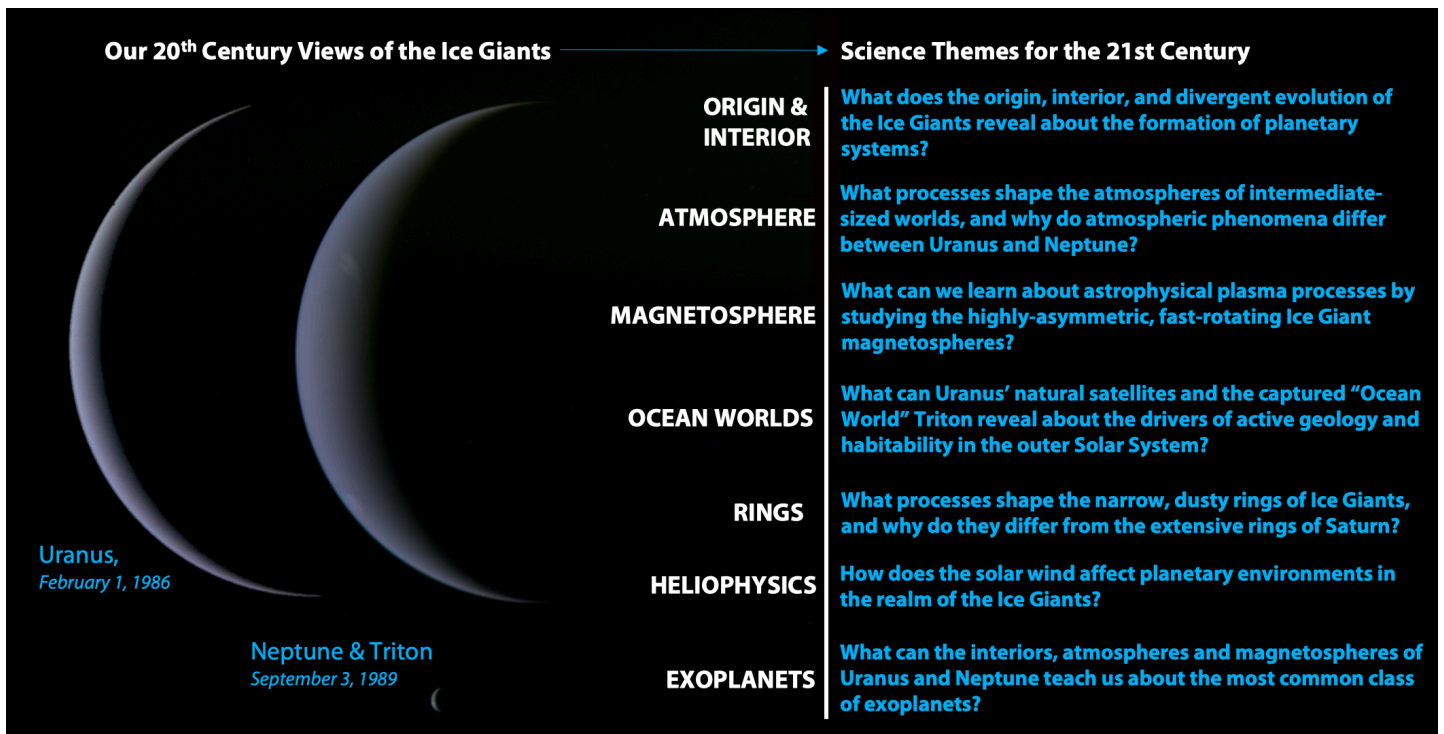 Our 20th Century Views of the Ice Giants
Science Themes for the 21st Century
ORIGIN &
INTERIOR
What does the origin, interior, and divergent evolution of
the Ice Giants reveal about the formation of planetary
systems?
ATMOSPHERE
What processes shape the atmospheres of intermediate-
sized worlds, and why do atmospheric phenomena differ
between Uranus and Neptune?
MAGNETOSPHERE
What can we learn about astrophysical plasma processes by
studying the highly-asymmetric, fast-rotating Ice Giant
magnetospheres?
OCEAN WORLDS
What can Uranus’ natural satellites and the captured “Ocean
World” Triton reveal about the drivers of active geology and
habitability in the outer Solar System?
RINGS
What processes shape the narrow, dusty rings of Ice Giants,
and why do they differ from the extensive rings of Saturn?
HELIOPHYSICS
How does the solar wind affect planetary environments in
the realm of the Ice Giants?
EXOPLANETS
What can the interiors, atmospheres and magnetospheres of
Uranus and Neptune teach us about the most common class
of exoplanets?
Uranus,
February 1, 1986
Neptune & Triton
September 3, 1989